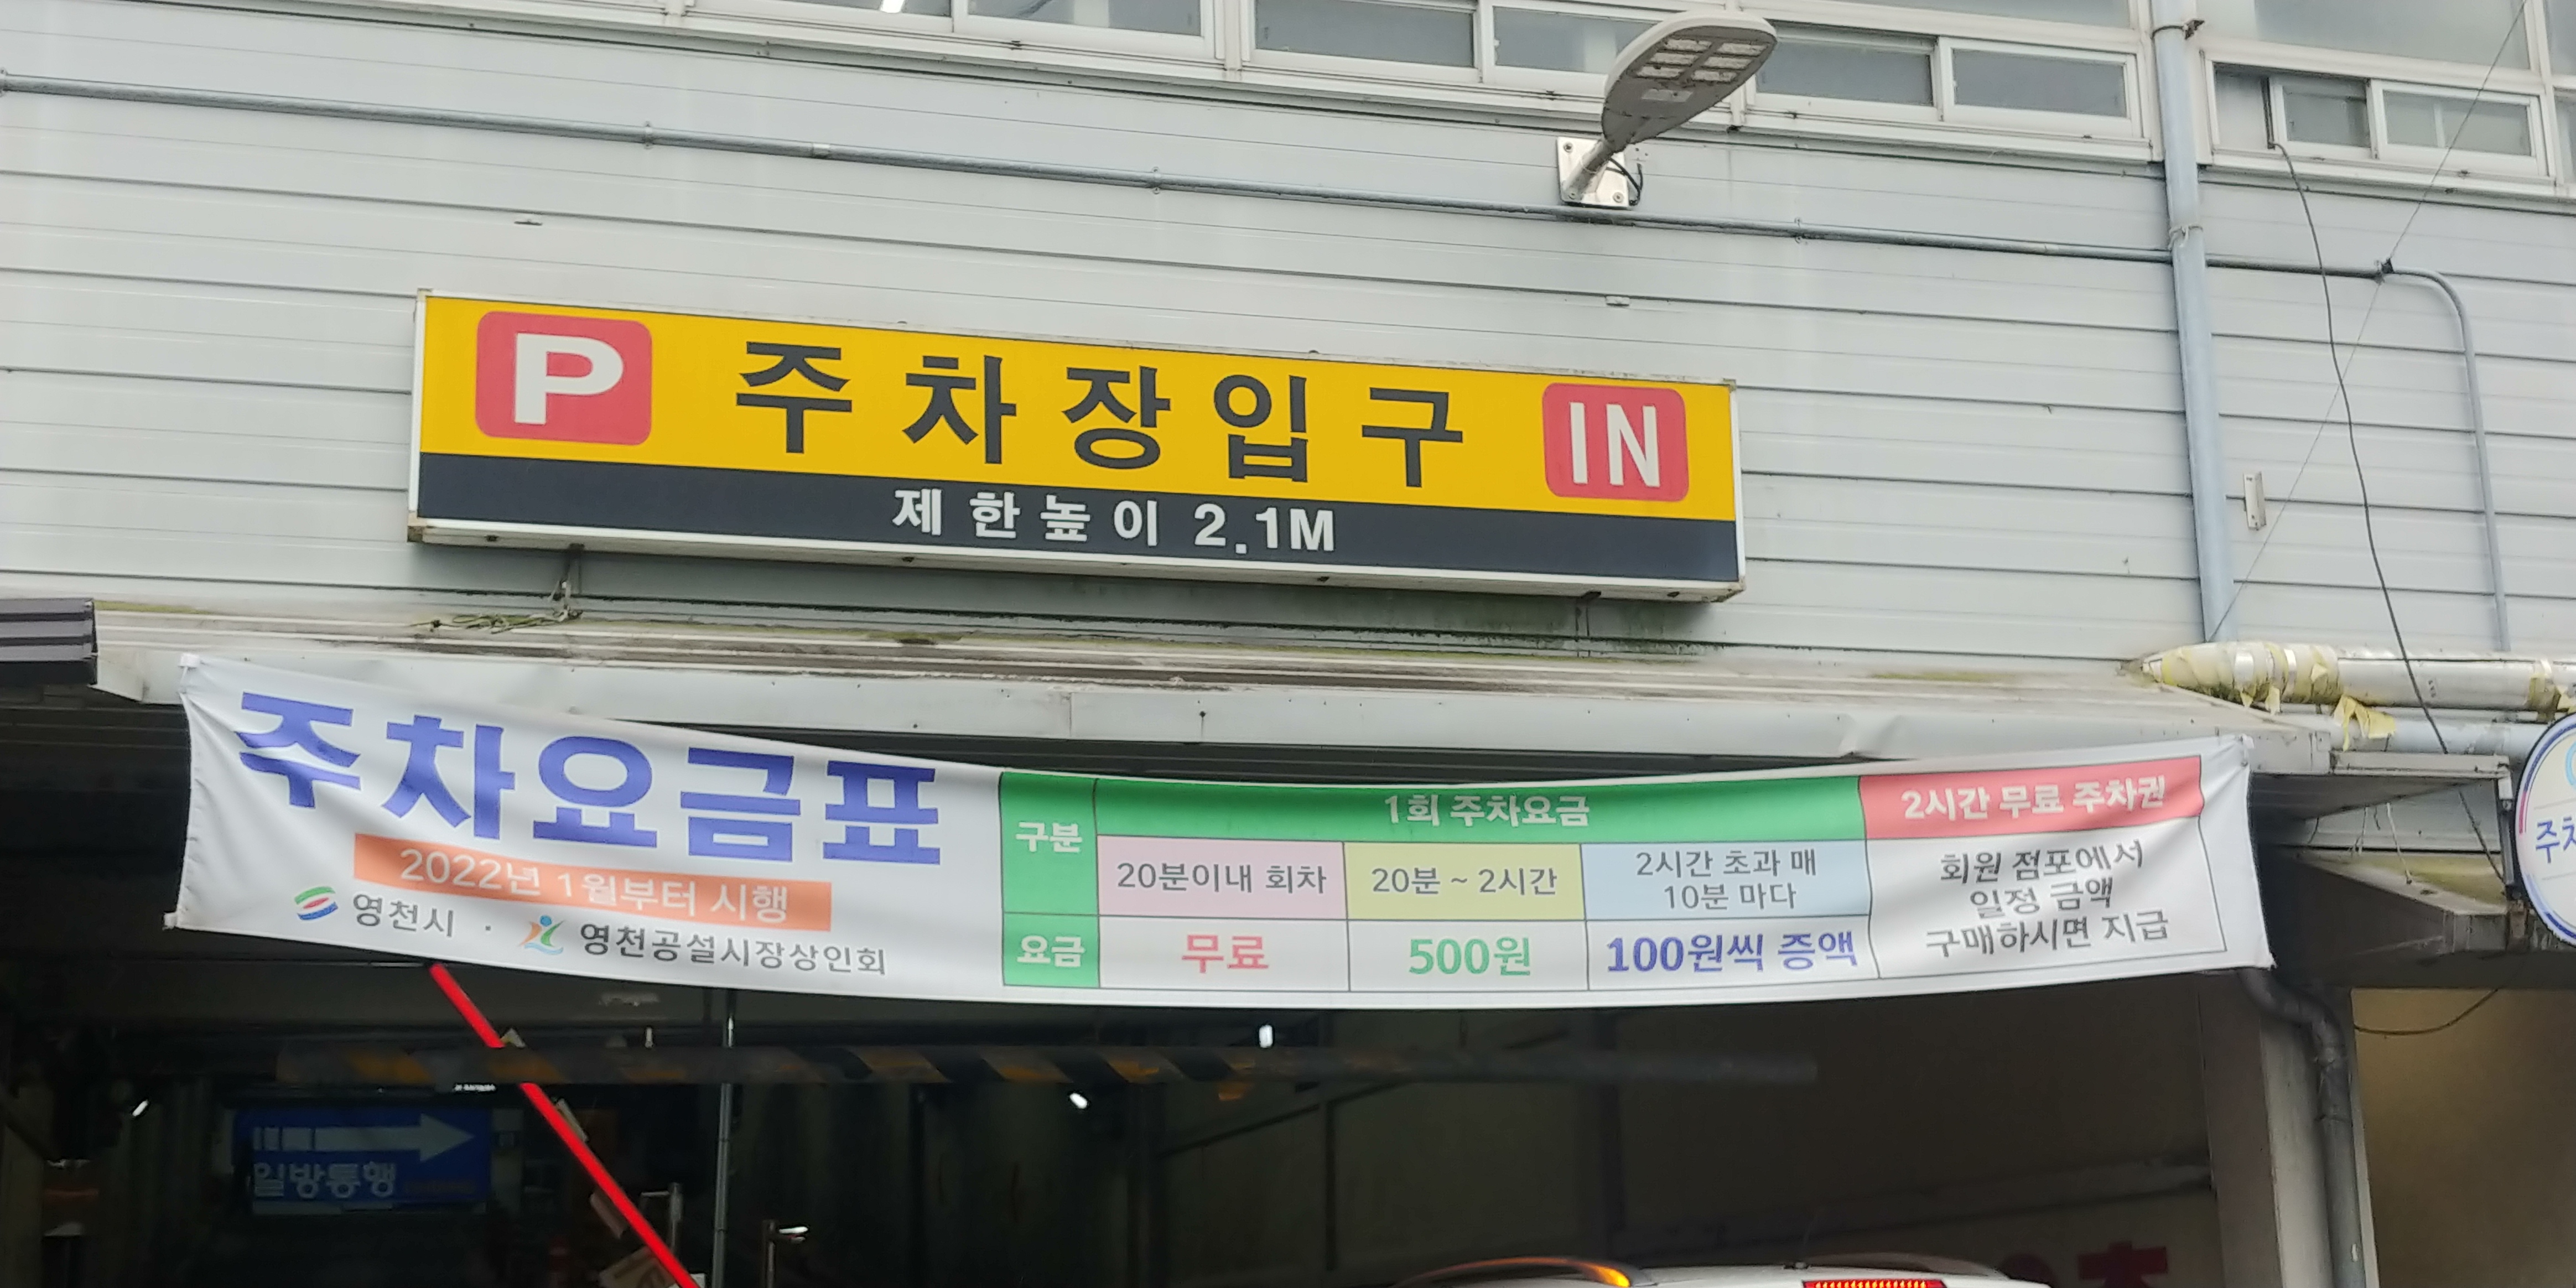 P 주차장입구 IN
제한높이 2.1M
주차요금표
2022년 1월부터 시행
영천시 · 영천공설시장상인회
구분
1회 주차요금
20분이내 회차
20분 ~ 2시간
2시간 초과 매
10분 마다
요금
무료
500원
100원씩 증액
2시간 무료 주차권
회원 점포에서
일정 금액
구매하시면 지급
일방통행